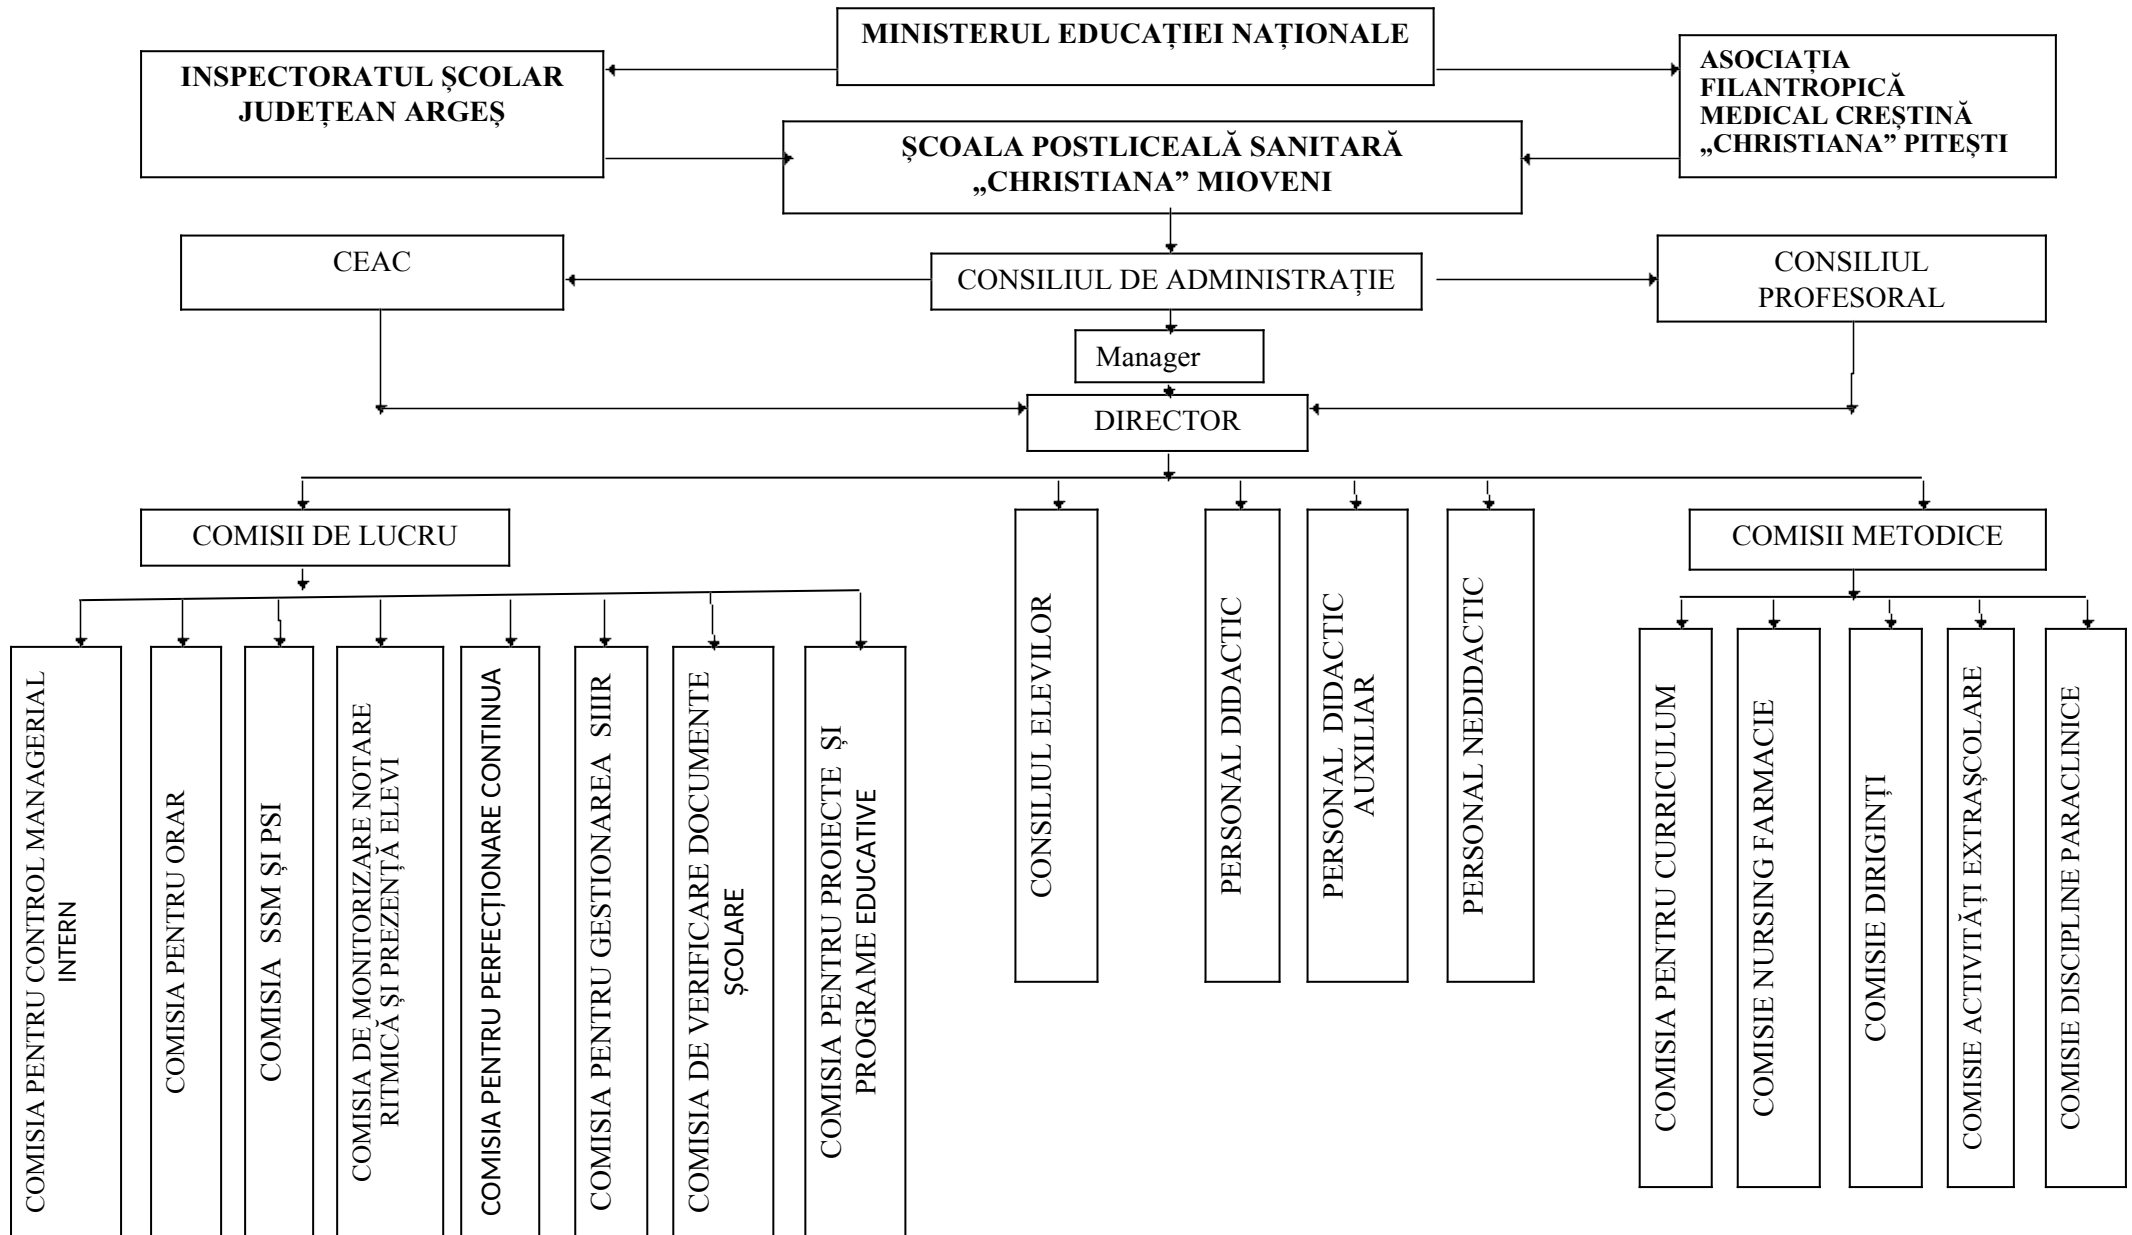 MINISTERUL EDUCAȚIEI NAȚIONALE
INSPECTORATUL ȘCOLAR
JUDEȚEAN ARGEȘ
ASOCIAȚIA
FILANTROPICĂ
MEDICAL CREȘTINĂ
„CHRISTIANA” PITEȘTI
ȘCOALA POSTLICEALĂ SANITARĂ
„CHRISTIANA” MIOVENI
CEAC
CONSILIUL DE ADMINISTRAȚIE
CONSILIUL
PROFESORAL
Manager
DIRECTOR
COMISII DE LUCRU
COMISII METODICE
COMISIA PENTRU CONTROL MANAGERIAL
INTERN
COMISIA PENTRU ORAR
COMISIA SSM ȘI PSI
COMISIA DE MONITORIZARE NOTARE
RITMICĂ ȘI PREZENȚĂ ELEVI
COMISIA PENTRU PERFECȚIONARE CONTINUA
COMISIA PENTRU GESTIONAREA SIIIR
COMISIA DE VERIFICARE DOCUMENTE
ȘCOLARE
COMISIA PENTRU PROIECTE ȘI
PROGRAME EDUCATIVE
CONSILIUL ELEVILOR
PERSONAL DIDACTIC
PERSONAL DIDACTIC
AUXILIAR
PERSONAL NEDIDACTIC
COMISIA PENTRU CURRICULUM
COMISIE NURSING FARMACIE
COMISIE DIRIGINȚI
COMISIE ACTIVITĂȚI EXTRAȘCOLARE
COMISIE DISCIPLINE PARACLINICE